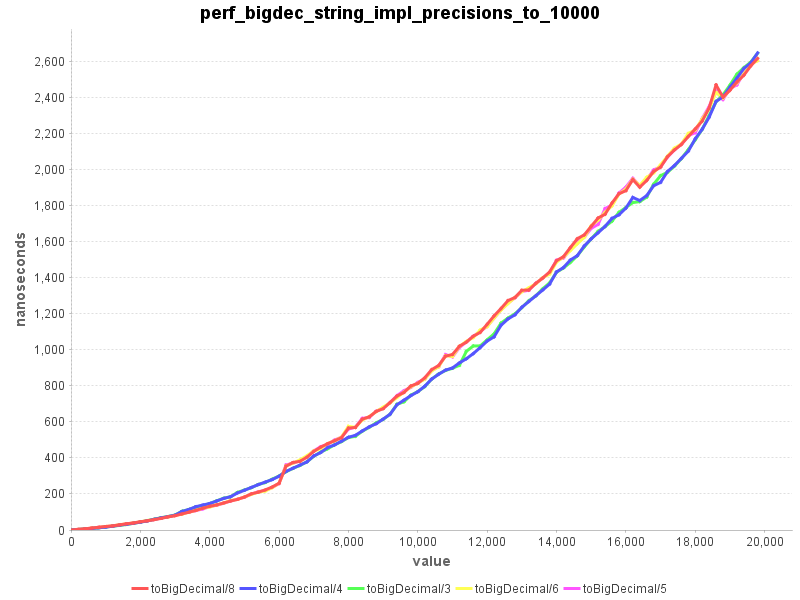 perf_bigdec_string_impl_precisions_to_10000
nanoseconds
2,600
2,400
2,200
2,000
1,800
1,600
1,400
1,200
1,000
800
600
400
200
0
0 2,000 4,000 6,000 8,000 10,000 12,000 14,000 16,000 18,000 20,000
value
toBigDecimal/8 toBigDecimal/4 toBigDecimal/3 toBigDecimal/6 toBigDecimal/5